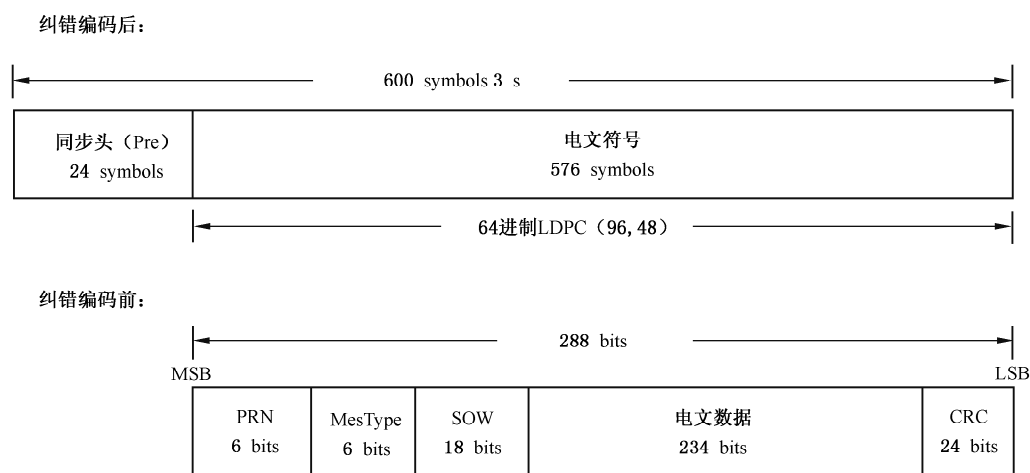 纠错编码后：
600 symbols 3 s
同步头（Pre） 电文符号
24 symbols 576 symbols
64进制LDPC（96,48）
纠错编码前：
288 bits
MSB LSB
PRN MesType SOW 电文数据 CRC
6 bits 6 bits 18 bits 234 bits 24 bits